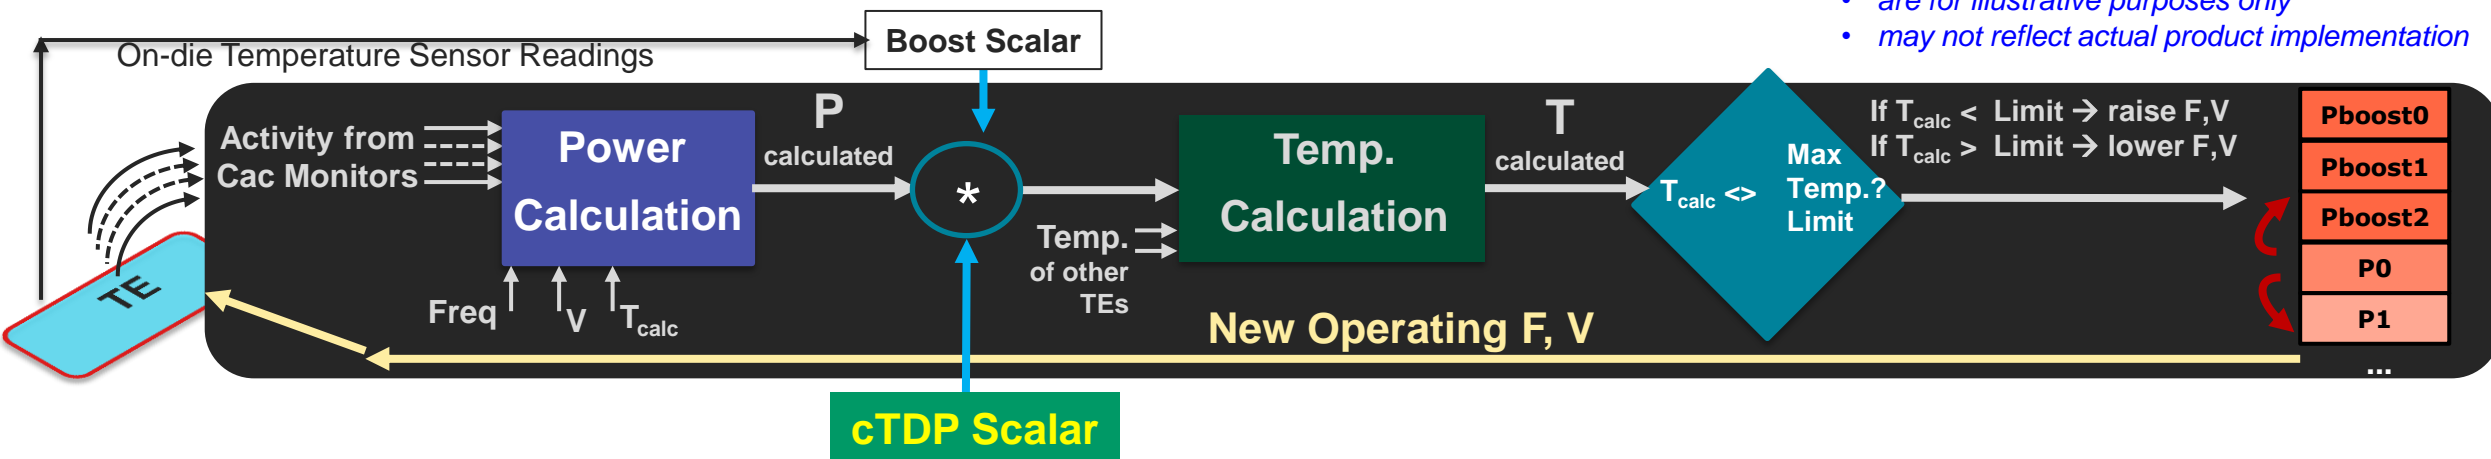 • are for illustrative purposes only
• may not reflect actual product implementation
On-die Temperature Sensor Readings
Boost Scalar
Activity from
Cac Monitors
Power
Calculation
P
calculated
*
Temp.
Calculation
T
calculated
Tcalc <>
Max
Temp.?
Limit
If Tcalc < Limit → raise F,V
If Tcalc > Limit → lower F,V
Pboost0
Pboost1
Pboost2
P0
P1
...
TE
Freq
V
Tcalc
Temp.
of other
TEs
New Operating F, V
cTDP Scalar